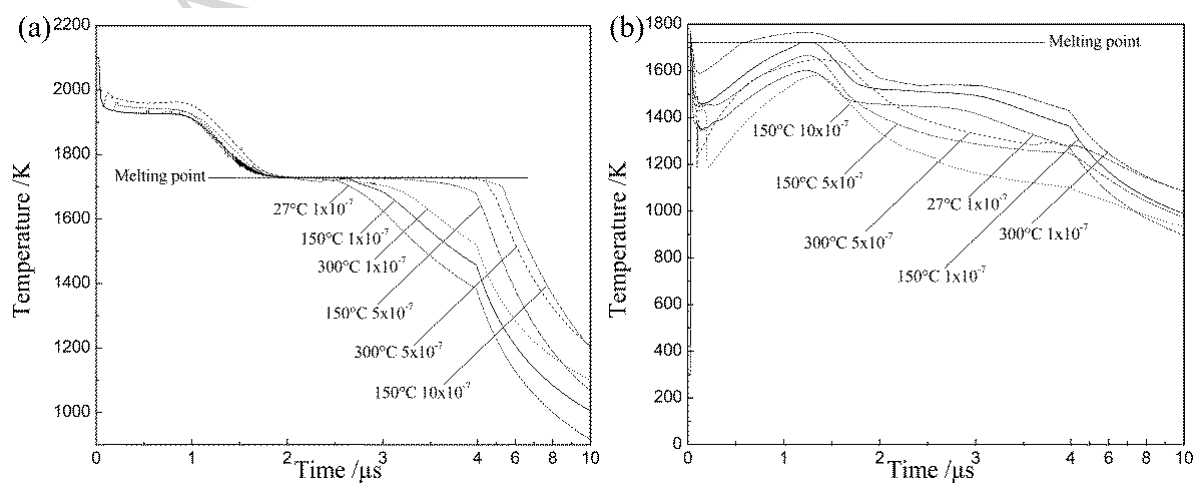 (a)
2200
2000
1800
1600
1400
1200
1000
Temperature /K
Melting point
27°C 1x10⁻⁷
150°C 1x10⁻⁷
300°C 1x10⁻⁷
150°C 5x10⁻⁷
300°C 5x10⁻⁷
150°C 10x10⁻⁷
0 1 2 3 4 6 8 10
Time /μs
(b)
1800
1600
1400
1200
1000
800
600
400
200
0
Temperature /K
Melting point
150°C 10x10⁻⁷
150°C 5x10⁻⁷
27°C 1x10⁻⁷
300°C 5x10⁻⁷
300°C 1x10⁻⁷
150°C 1x10⁻⁷
0 1 2 3 4 6 8 10
Time /μs